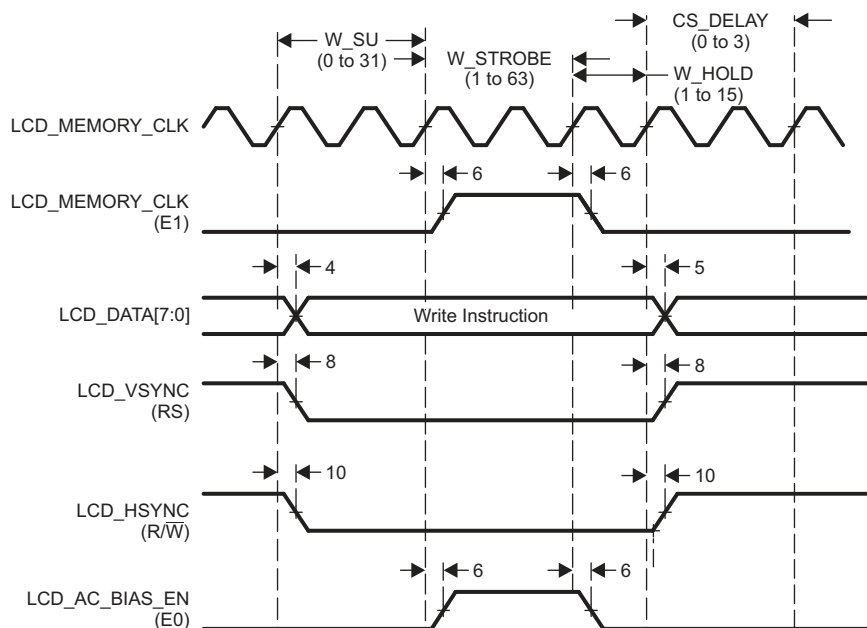 CS_DELAY
(0 to 3)
W_SU
(0 to 31)
W_STROBE
(1 to 63)
W_HOLD
(1 to 15)
LCD_MEMORY_CLK
6
6
LCD_MEMORY_CLK
(E1)
4
5
LCD_DATA[7:0]
Write Instruction
8
8
LCD_VSYNC
(RS)
10
10
LCD_HSYNC
(R/W̅)
6
6
LCD_AC_BIAS_EN
(E0)